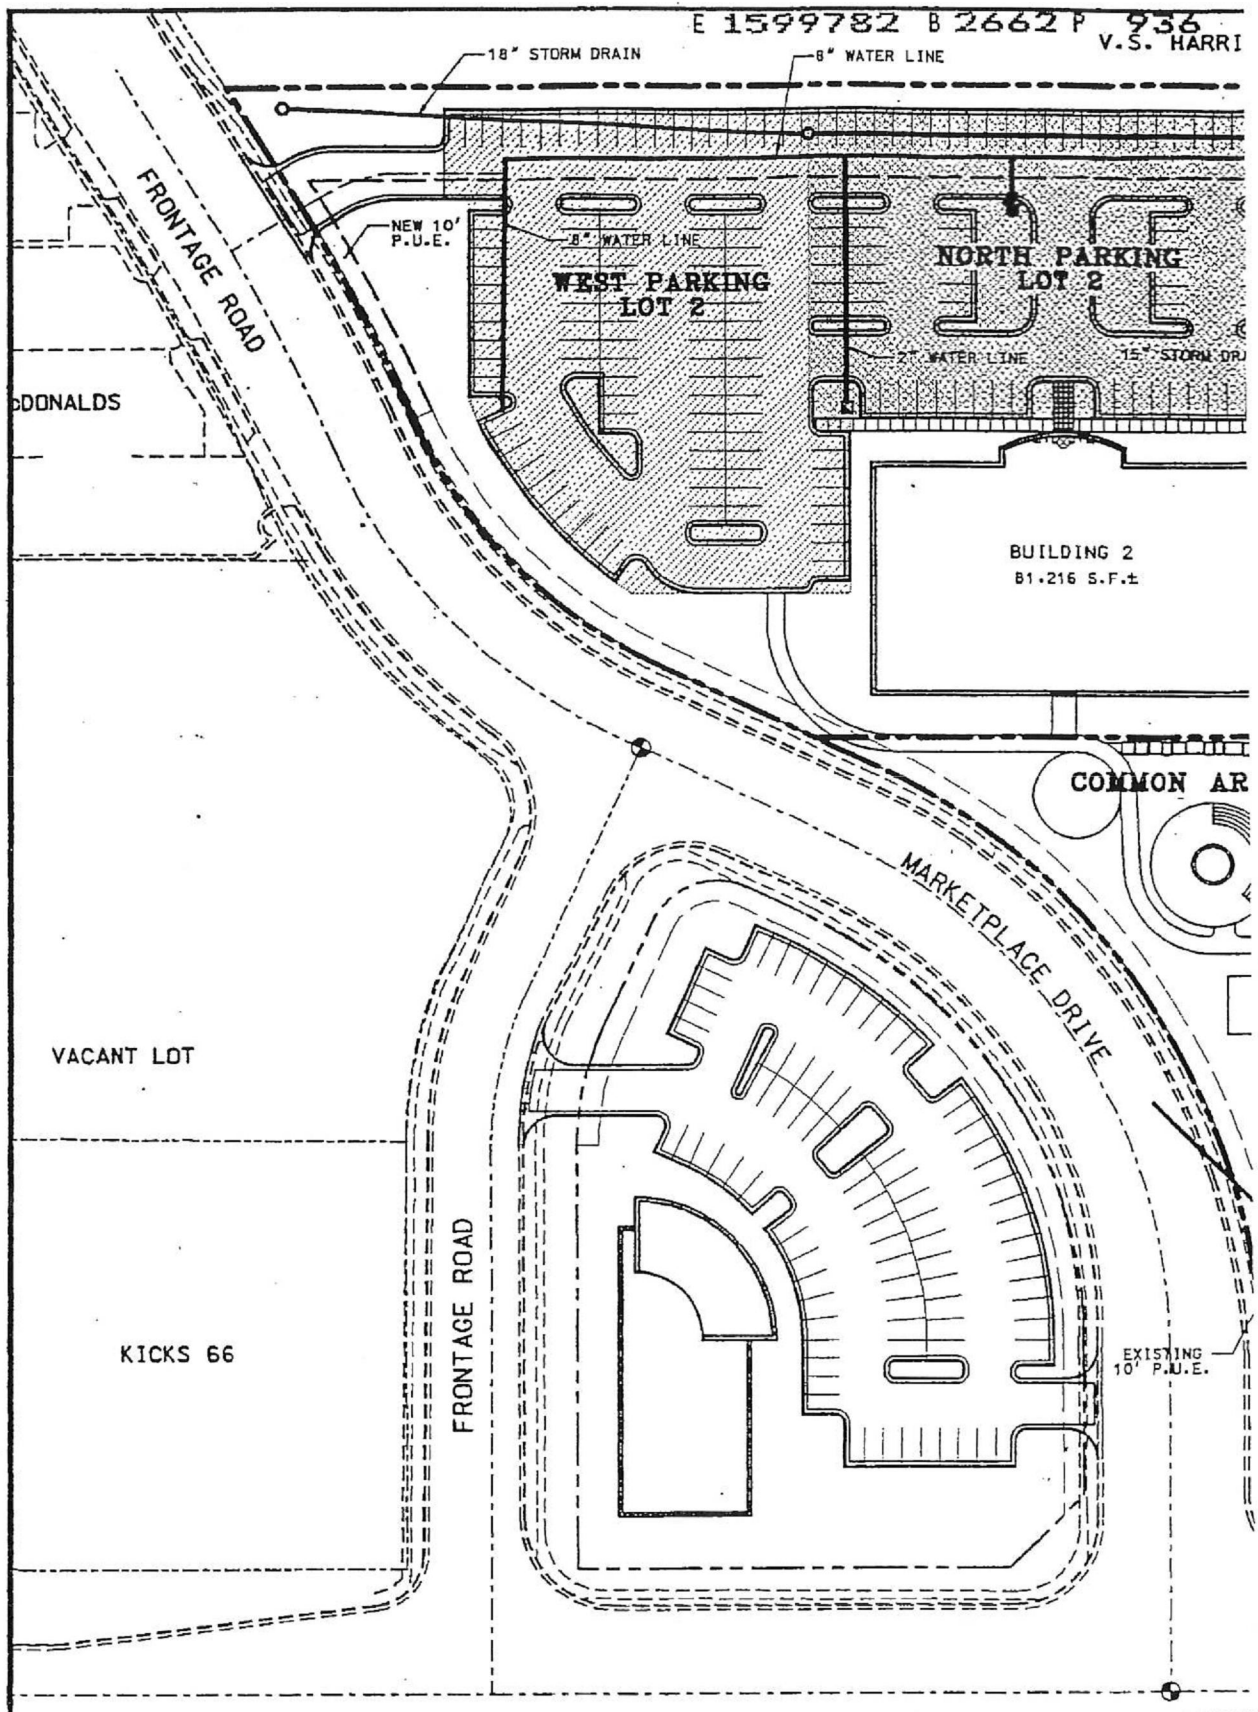 E 1599782 B 2662 P 936
V.S. HARRI
18" STORM DRAIN
8" WATER LINE
FRONTAGE ROAD
NEW 10'
P.U.E.
8" WATER LINE
WEST PARKING
LOT 2
NORTH PARKING
LOT 2
2" WATER LINE
15" STORM DR
cDONALDS
BUILDING 2
81.216 S.F.±
COMMON AR
MARKETPLACE DRIVE
VACANT LOT
FRONTAGE ROAD
KICKS 66
EXISTING
10' P.U.E.